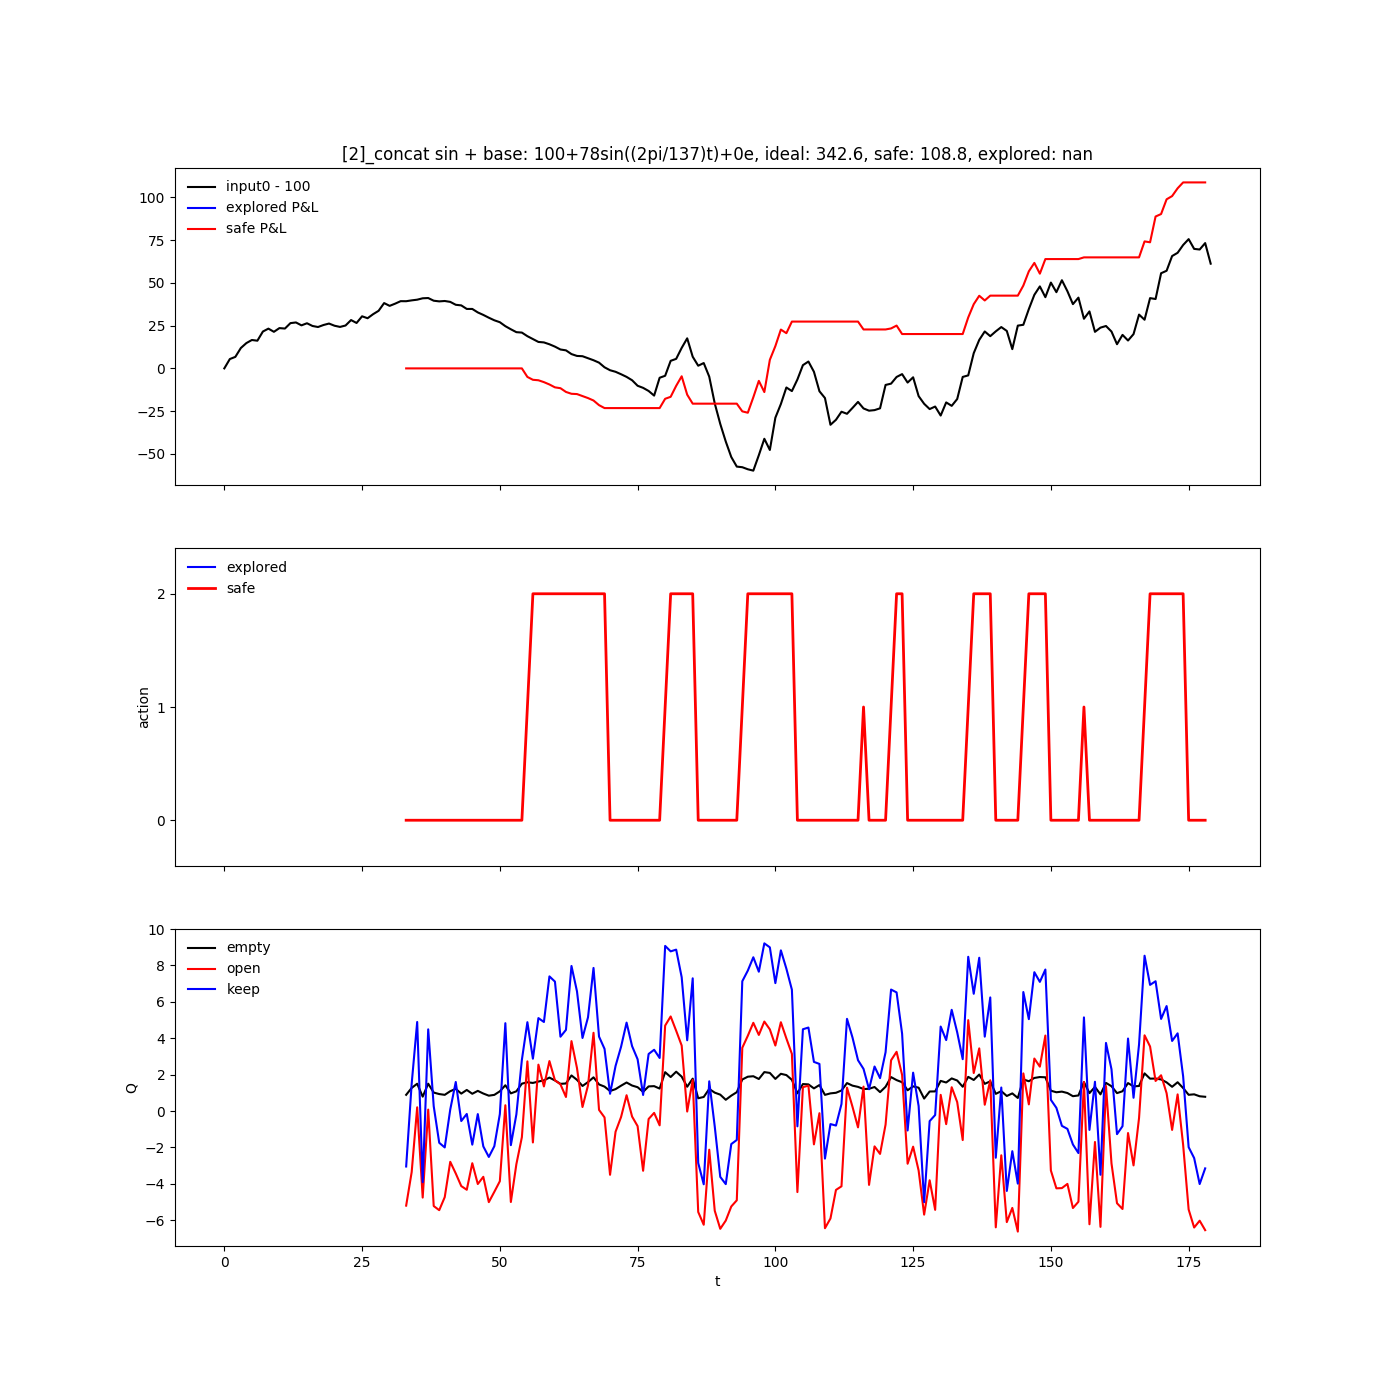 [2]_concat sin + base: 100+78sin((2pi/137)t)+0e, ideal: 342.6, safe: 108.8, explored: nan
input0 - 100
explored P&L
safe P&L
100
75
50
25
0
−25
−50
explored
safe
2
1
0
action
empty
open
keep
10
8
6
4
2
0
−2
−4
−6
Q
0 25 50 75 100 125 150 175
t